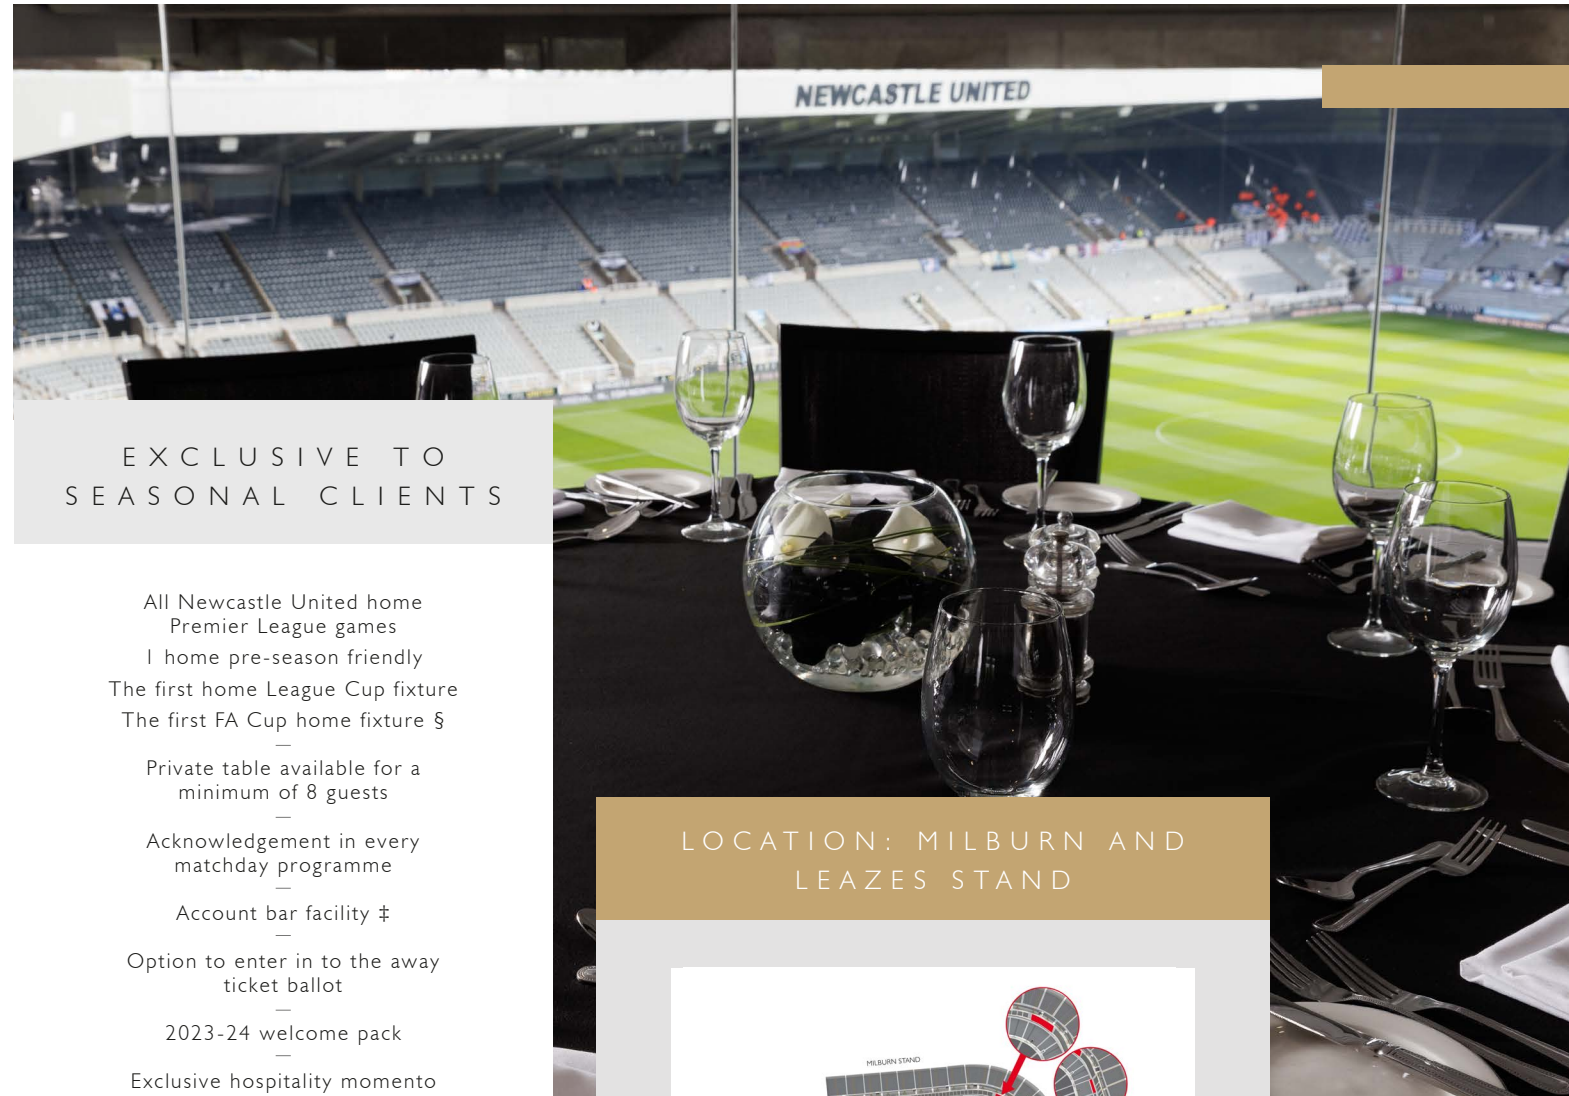 NEWCASTLE UNITED
EXCLUSIVE TO
SEASONAL CLIENTS
All Newcastle United home
Premier League games
1 home pre-season friendly
The first home League Cup fixture
The first FA Cup home fixture §
—
Private table available for a
minimum of 8 guests
—
Acknowledgement in every
matchday programme
—
Account bar facility ‡
—
Option to enter in to the away
ticket ballot
—
2023-24 welcome pack
—
Exclusive hospitality momento
LOCATION: MILBURN AND
LEAZES STAND
MILBURN STAND